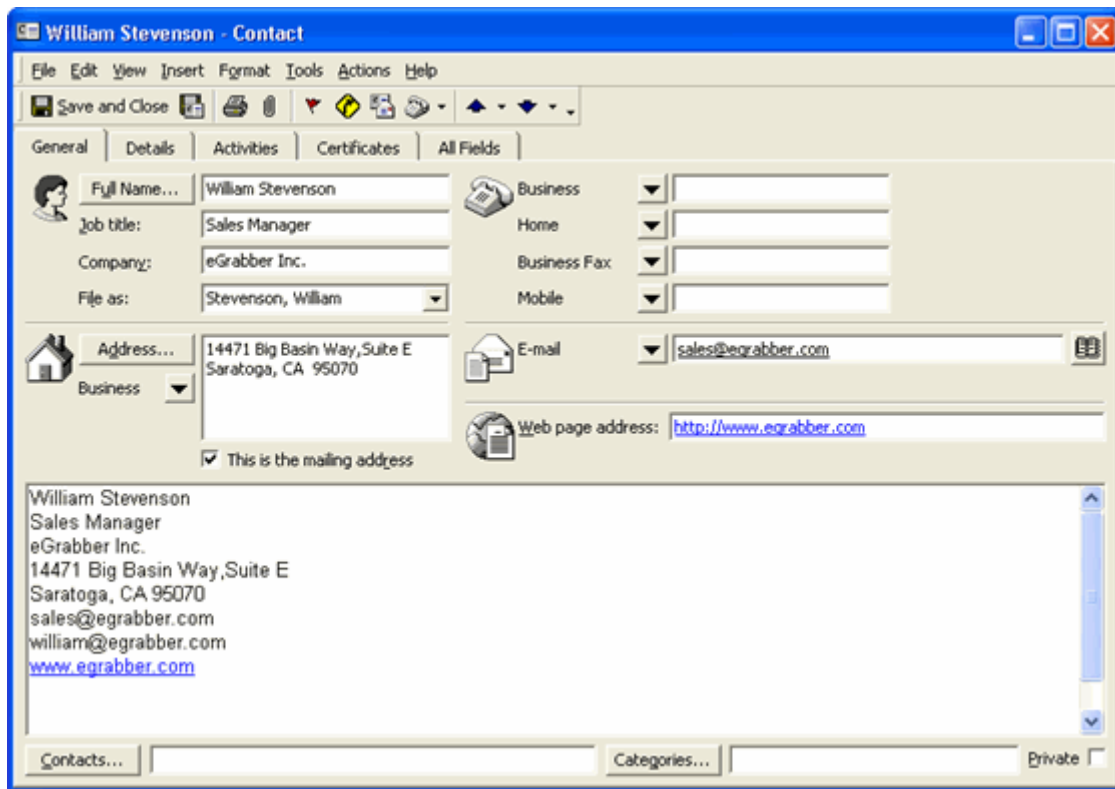 William Stevenson - Contact
File Edit View Insert Format Tools Actions Help
Save and Close
General Details Activities Certificates All Fields
Full Name... William Stevenson
Job title: Sales Manager
Company: eGrabber Inc.
File as: Stevenson, William
Business
Home
Business Fax
Mobile
Address... 14471 Big Basin Way,Suite E
Saratoga, CA 95070
Business
This is the mailing address
E-mail sales@egrabber.com
Web page address: http://www.egrabber.com
William Stevenson
Sales Manager
eGrabber Inc.
14471 Big Basin Way,Suite E
Saratoga, CA 95070
sales@egrabber.com
william@egrabber.com
www.egrabber.com
Contacts... Categories... Private